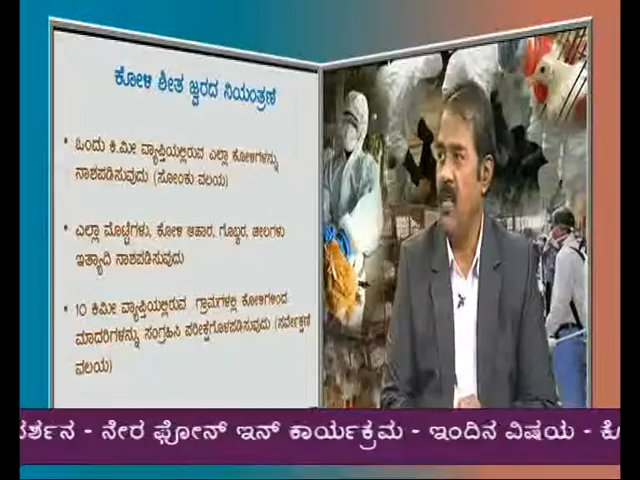 ಕೋಳಿ ಶೀತ ಜ್ವರದ ನಿಯಂತ್ರಣ
• ಒಂದು ಕಿ.ಮೀ ವ್ಯಾಪ್ತಿಯಲ್ಲಿರುವ ಎಲ್ಲಾ ಕೋಳಿಗಳನ್ನು
ನಾಶಪಡಿಸುವುದು (ಸೋಂಕು ವಲಯ)
• ಎಲ್ಲಾ ಮೊಟ್ಟೆಗಳು, ಕೋಳಿ ಆಹಾರ, ಗೊಬ್ಬರ, ಚೀಲಗಳು
ಇತ್ಯಾದಿ ನಾಶಪಡಿಸುವುದು
• 10 ಕಿಮೀ ವ್ಯಾಪ್ತಿಯಲ್ಲಿರುವ ಗ್ರಾಮಗಳಲ್ಲಿ ಕೋಳಿಗಳಿಂದ
ಮಾದರಿಗಳನ್ನು ಸಂಗ್ರಹಿಸಿ ಪರೀಕ್ಷೆಗೊಳಪಡಿಸುವುದು (ಸರ್ವೇಕ್ಷಣೆ
ವಲಯ)
ದರ್ಶನ - ನೇರ ಫೋನ್ ಇನ್ ಕಾರ್ಯಕ್ರಮ - ಇಂದಿನ ವಿಷಯ - ಕೊ